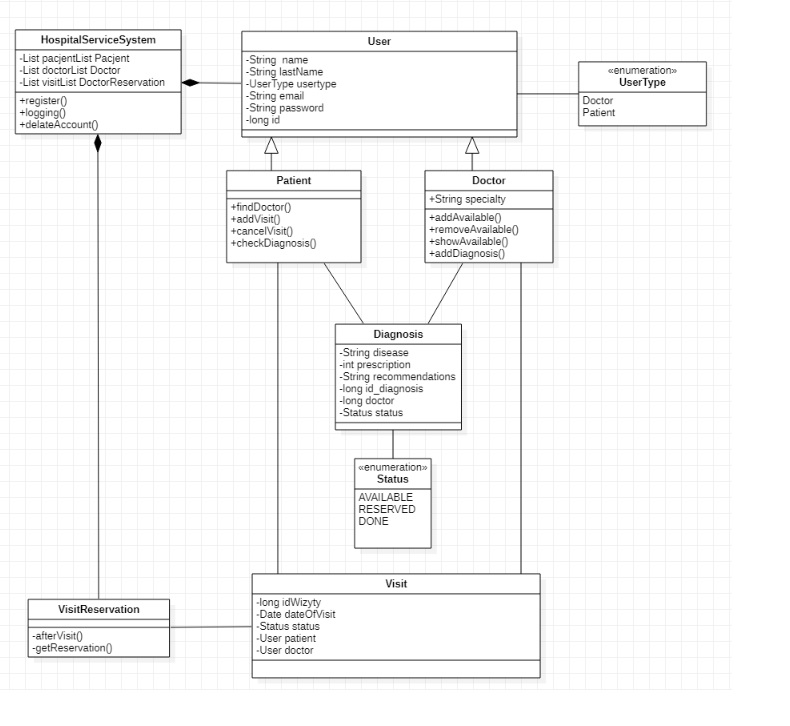 HospitalServiceSystem
-List pacjentList Pacjent
-List doctorList Doctor
-List visitList DoctorReservation
+register()
+logging()
+delateAccount()
User
-String name
-String lastName
-UserType usertype
-String email
-String password
-long id
«enumeration»
UserType
Doctor
Patient
Patient
+findDoctor()
+addVisit()
+cancelVisit()
+checkDiagnosis()
Doctor
+String specialty
+addAvailable()
+removeAvailable()
+showAvailable()
+addDiagnosis()
Diagnosis
-String disease
-int prescription
-String recommendations
-long id_diagnosis
-long doctor
-Status status
«enumeration»
Status
AVAILABLE
RESERVED
DONE
VisitReservation
-afterVisit()
-getReservation()
Visit
-long idWizyty
-Date dateOfVisit
-Status status
-User patient
-User doctor